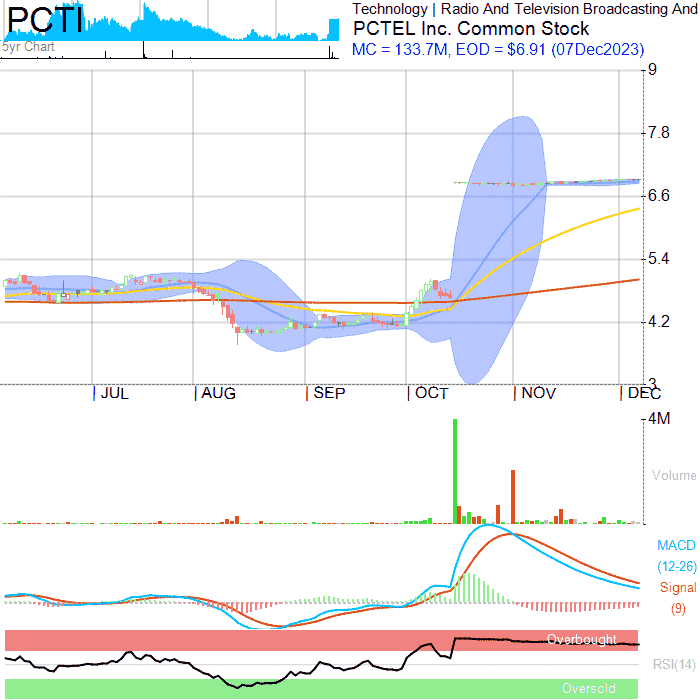 PCTI
5yr Chart
Technology | Radio And Television Broadcasting And
PCTEL Inc. Common Stock
MC = 133.7M, EOD = $6.91 (07Dec2023)
9
7.8
6.6
5.4
4.2
3
JUL AUG SEP OCT NOV DEC
4M
Volume
MACD
(12-26)
Signal
(9)
Overbought
RSI(14)
Oversold